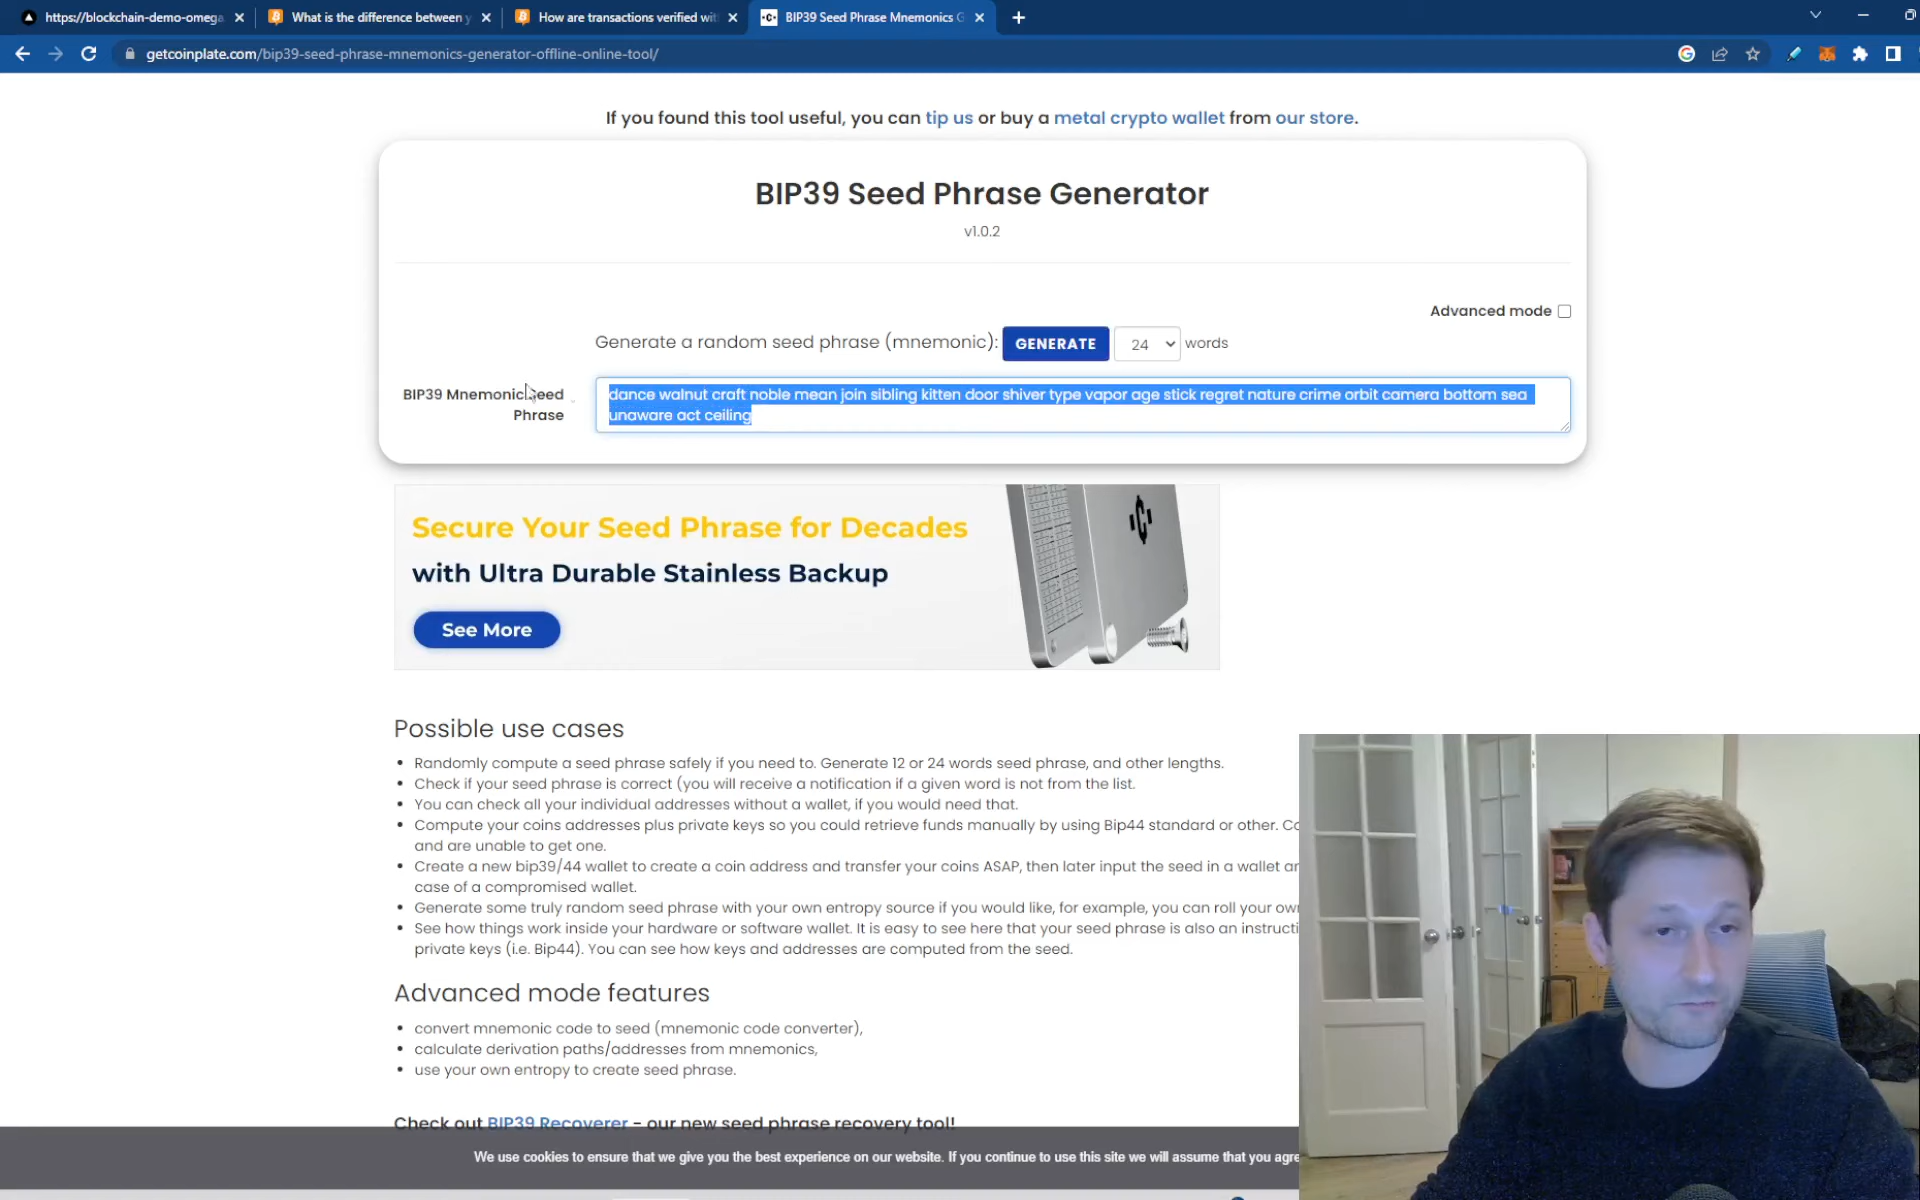 https://blockchain-demo-omega
What is the difference between y
How are transactions verified wit
BIP39 Seed Phrase Mnemonics G
getcoinplate.com/bip39-seed-phrase-mnemonics-generator-offline-online-tool/
If you found this tool useful, you can tip us or buy a metal crypto wallet from our store.
BIP39 Seed Phrase Generator
v1.0.2
Advanced mode
Generate a random seed phrase (mnemonic): GENERATE 24 words
BIP39 Mnemonic Seed
Phrase
dance walnut craft noble mean join sibling kitten door shiver type vapor age stick regret nature crime orbit camera bottom sea
unaware act ceiling
Secure Your Seed Phrase for Decades
with Ultra Durable Stainless Backup
See More
Possible use cases
• Randomly compute a seed phrase safely if you need to. Generate 12 or 24 words seed phrase, and other lengths.
• Check if your seed phrase is correct (you will receive a notification if a given word is not from the list.
• You can check all your individual addresses without a wallet, if you would need that.
• Compute your coins addresses plus private keys so you could retrieve funds manually by using Bip44 standard or other. Co
and are unable to get one.
• Create a new bip39/44 wallet to create a coin address and transfer your coins ASAP, then later input the seed in a wallet an
case of a compromised wallet.
• Generate some truly random seed phrase with your own entropy source if you would like, for example, you can roll your own
• See how things work inside your hardware or software wallet. It is easy to see here that your seed phrase is also an instructi
private keys (i.e. Bip44). You can see how keys and addresses are computed from the seed.
Advanced mode features
• convert mnemonic code to seed (mnemonic code converter),
• calculate derivation paths/addresses from mnemonics,
• use your own entropy to create seed phrase.
Check out BIP39 Recoverer - our new seed phrase recovery tool!
We use cookies to ensure that we give you the best experience on our website. If you continue to use this site we will assume that you agre